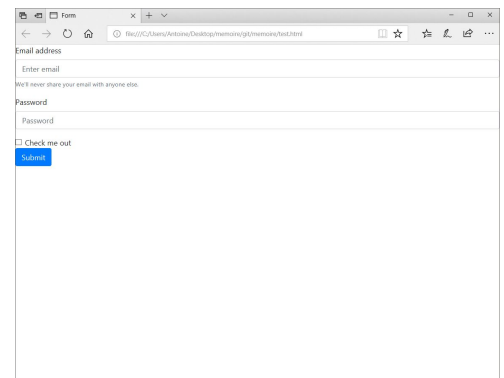 Form
file:///C:/Users/Antoine/Desktop/memoire/git/memoire/text.html
Email address
Enter email
We'll never share your email with anyone else.
Password
Password
Check me out
Submit